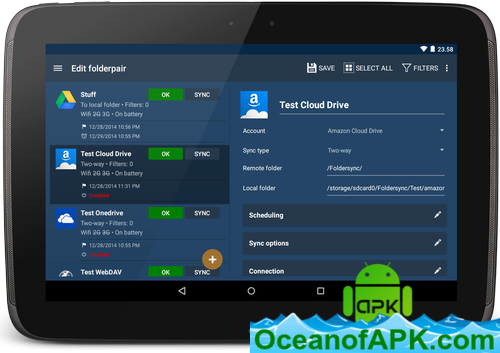 23.58
Edit folderpair
SAVE
SELECT ALL
FILTERS
Stuff
OK
SYNC
To local folder • Filters: 0
Wifi 2G 3G • On battery
12/28/2014 10:56 PM
12/29/2014 10:55 PM
Test Cloud Drive
OK
SYNC
Two-way • Filters: 0
Wifi 2G 3G • On battery
12/28/2014 11:31 PM
Test Onedrive
OK
SYNC
Two-way • Filters: 0
Wifi 2G 3G • On battery
12/28/2014 10:55 PM
Test WebDAV
OK
SYNC
Test Cloud Drive
Account
Amazon Cloud Drive
Sync type
Two-way
Remote folder
/Foldersync/
Local folder
/storage/sdcard0/Foldersync/Test/amazor
Scheduling
Sync options
Connection
APK
OceanofAPK.com